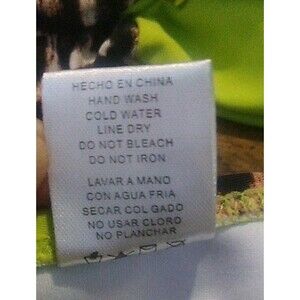 HECHO EN CHINA
HAND WASH
COLD WATER
LINE DRY
DO NOT BLEACH
DO NOT IRON
LAVAR A MANO
CON AGUA FRIA
SECAR COLGADO
NO USAR CLORO
NO PLANCHAR